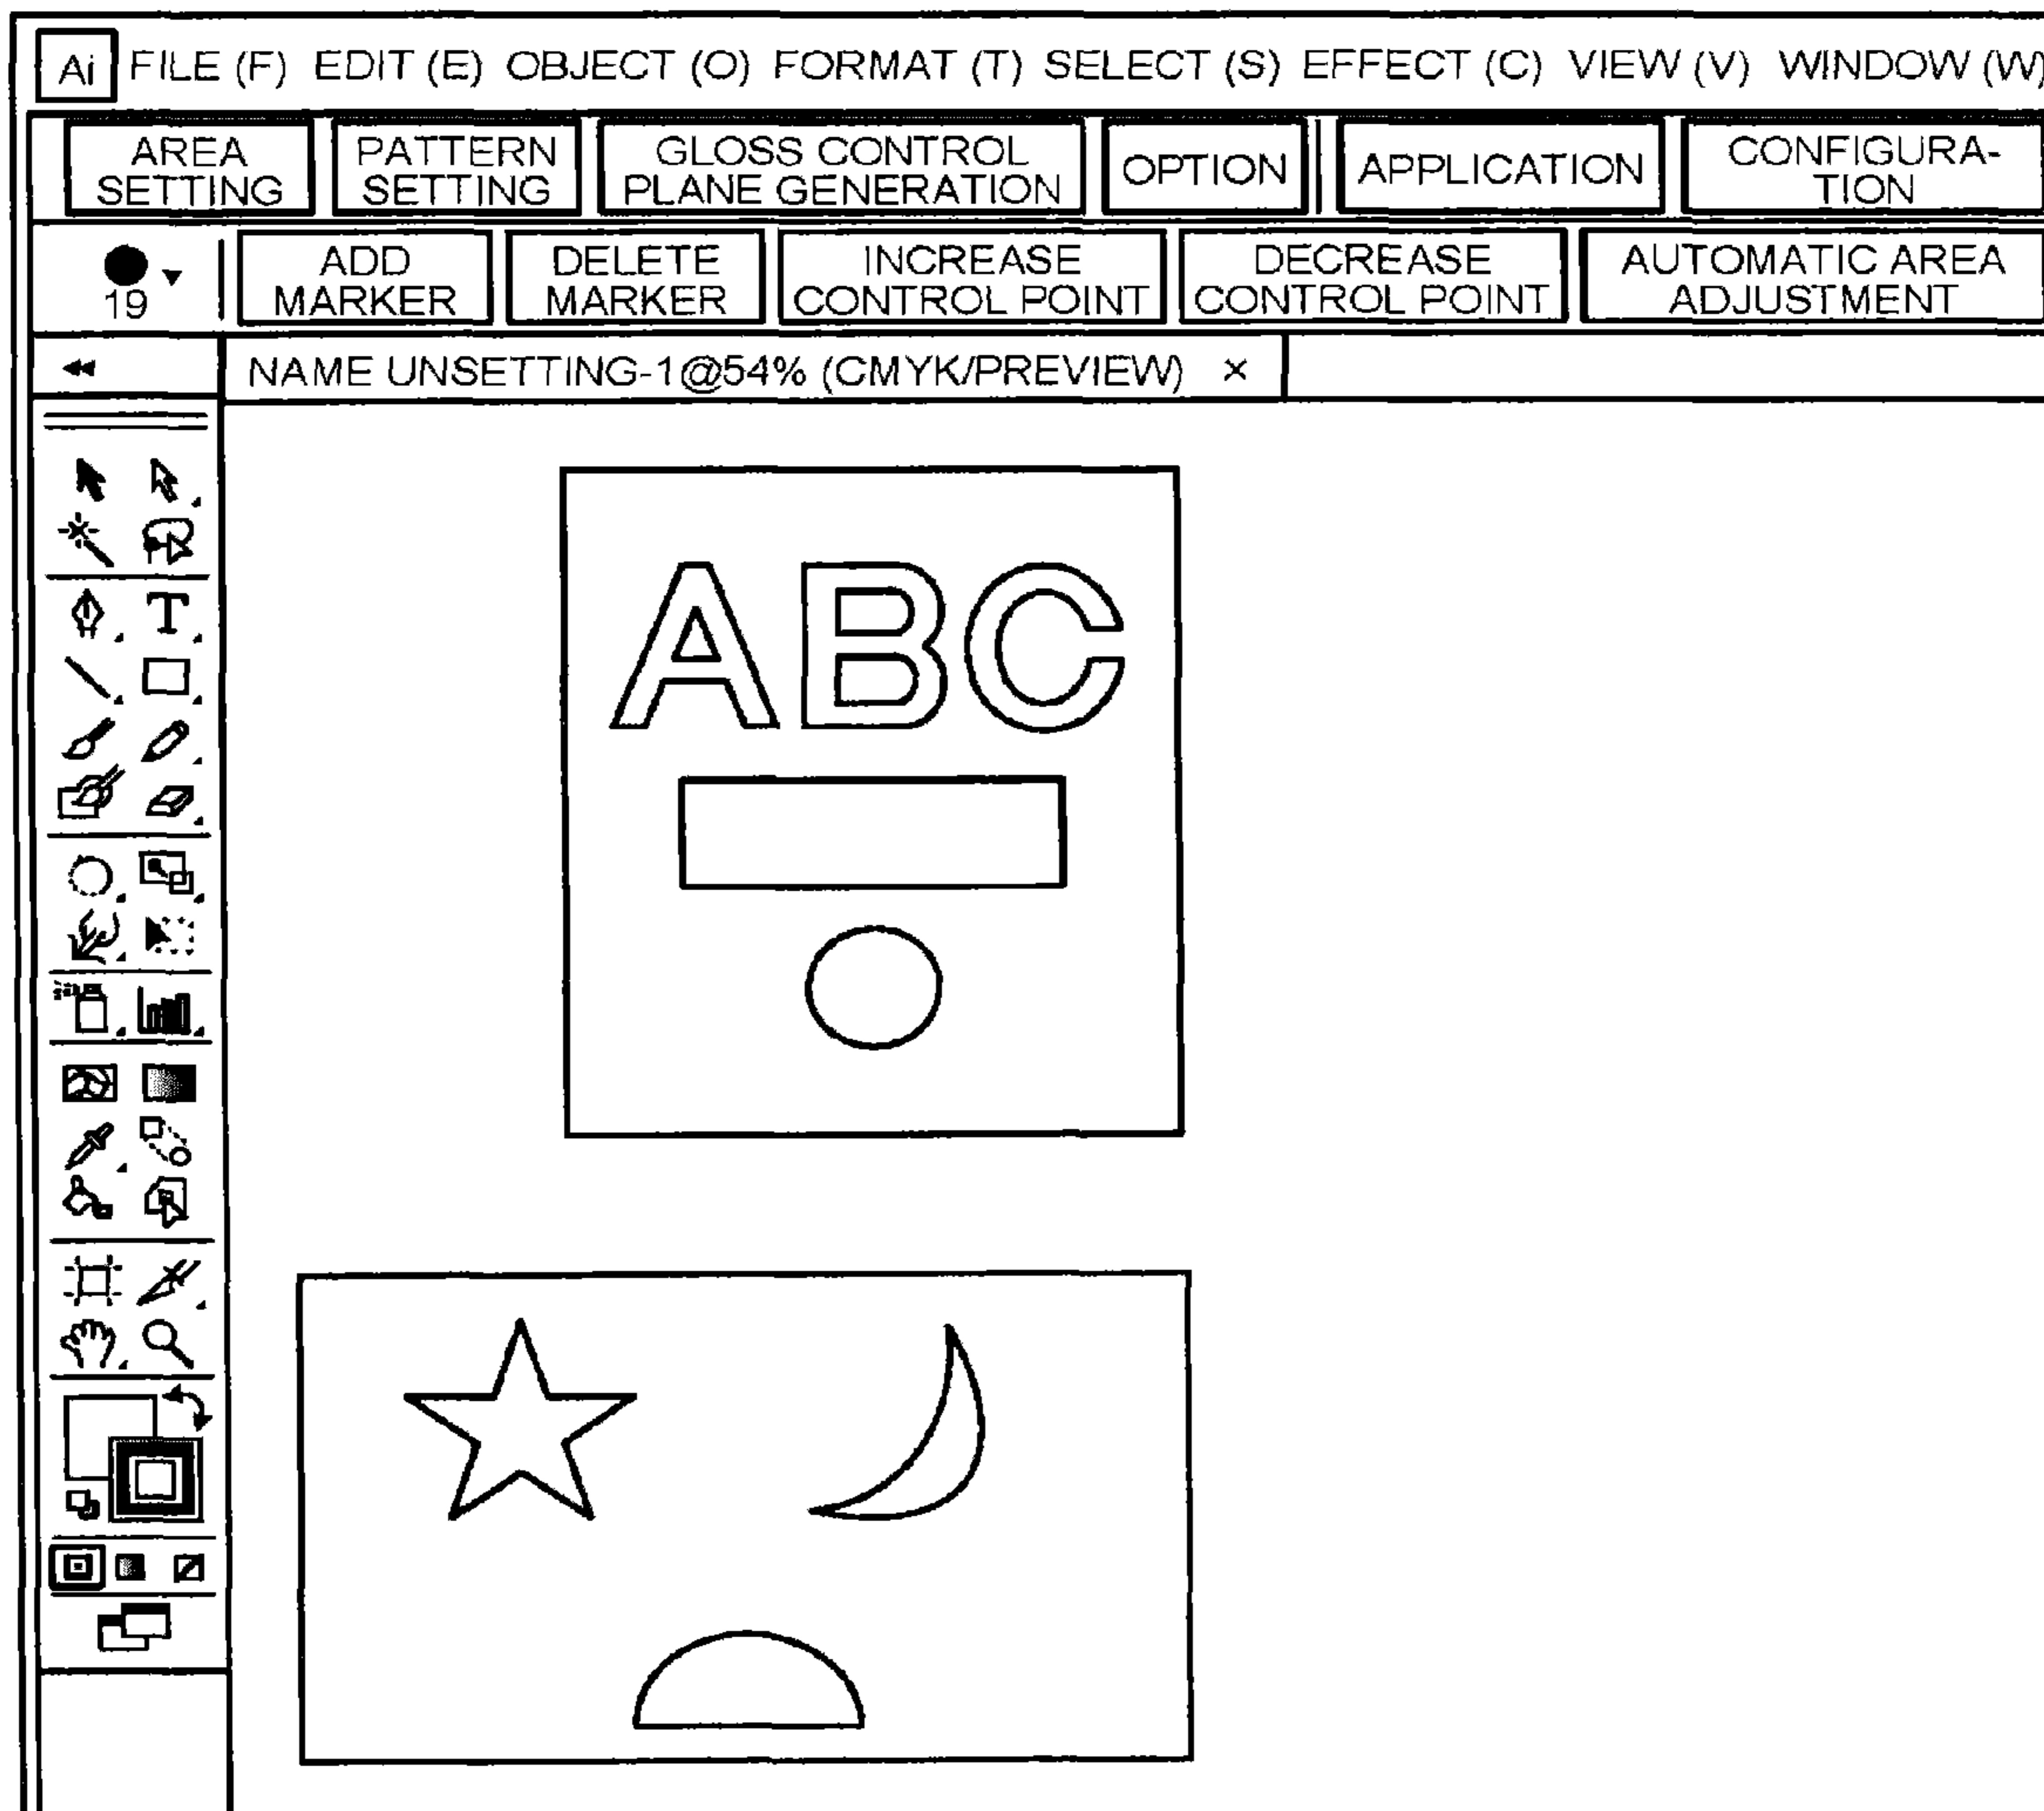 Ai FILE (F) EDIT (E) OBJECT (O) FORMAT (T) SELECT (S) EFFECT (C) VIEW (V) WINDOW (W)
AREA SETTING PATTERN SETTING GLOSS CONTROL PLANE GENERATION OPTION APPLICATION CONFIGURA-TION
19 ADD MARKER DELETE MARKER INCREASE CONTROL POINT DECREASE CONTROL POINT AUTOMATIC AREA ADJUSTMENT
NAME UNSETTING-1@54% (CMYK/PREVIEW) ×
T
ABC